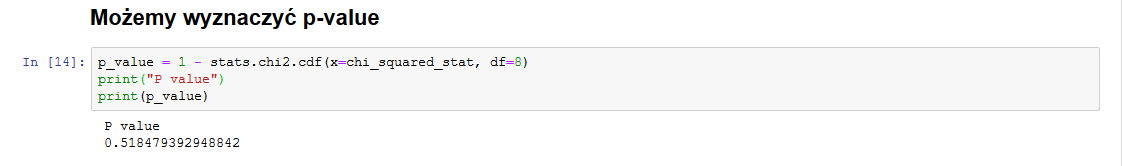 Możemy wyznaczyć p-value
In [14]: p_value = 1 - stats.chi2.cdf(x=chi_squared_stat, df=8)
print("P value")
print(p_value)
P value
0.518479392948842